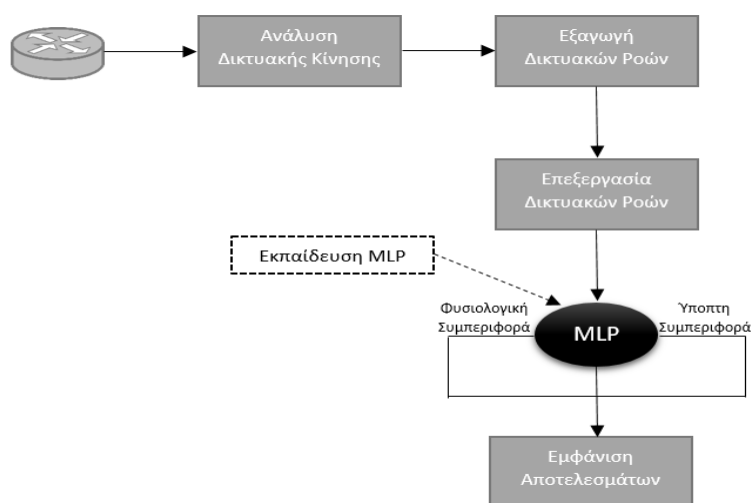 Ανάλυση
Δικτυακής Κίνησης
Εξαγωγή
Δικτυακών Ροών
Επεξεργασία
Δικτυακών Ροών
Εκπαίδευση MLP
Φυσιολογική
Συμπεριφορά
MLP
Ύποπτη
Συμπεριφορά
Εμφάνιση
Αποτελεσμάτων